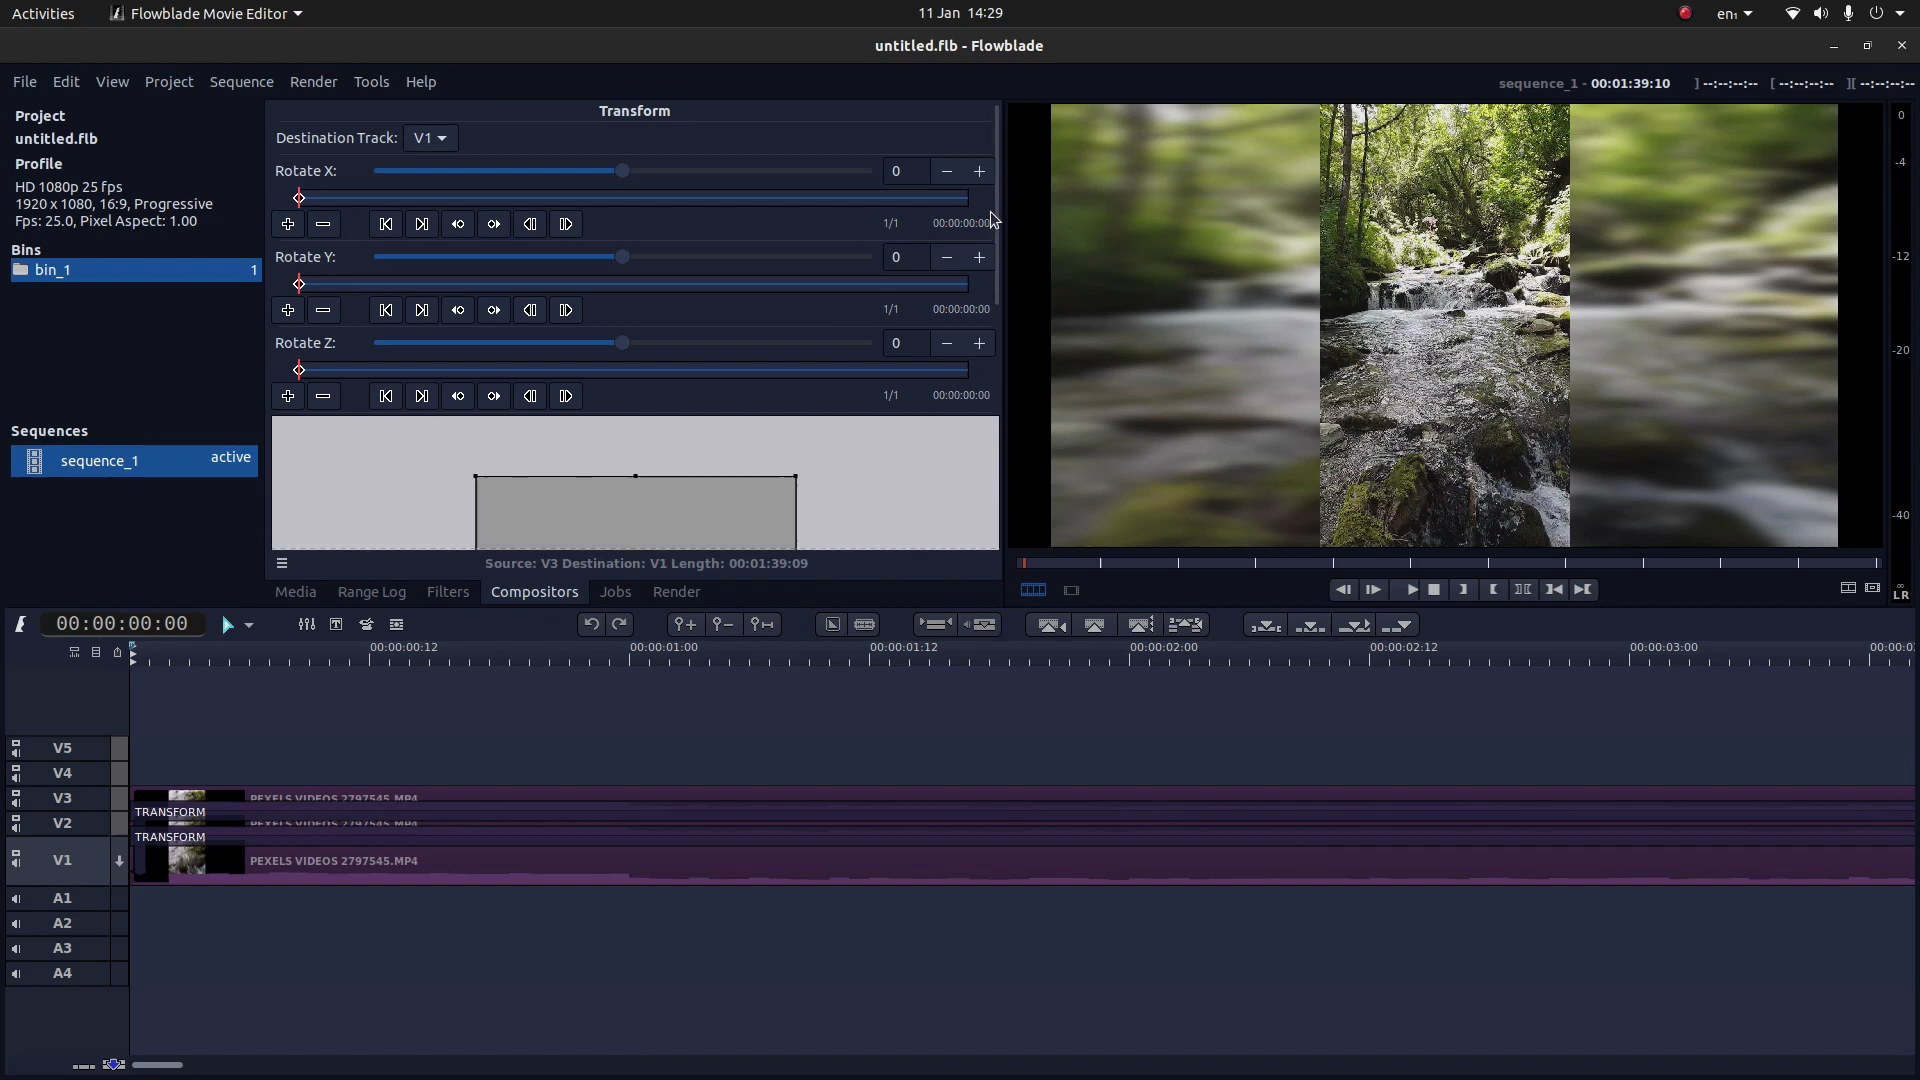 Activities
Flowblade Movie Editor
11 Jan 14:29
en₁
untitled.flb - Flowblade
File Edit View Project Sequence Render Tools Help
sequence_1 - 00:01:39:10
] --:--:--:-- [ --:--:--:-- ][ --:--:--:--
Project
untitled.flb
Profile
HD 1080p 25 fps
1920 x 1080, 16:9, Progressive
Fps: 25.0, Pixel Aspect: 1.00
Bins
bin_1 1
Sequences
sequence_1 active
Transform
Destination Track: V1
Rotate X: 0
1/1 00:00:00:00
Rotate Y: 0
1/1 00:00:00:00
Rotate Z: 0
1/1 00:00:00:00
Source: V3 Destination: V1 Length: 00:01:39:09
Media Range Log Filters Compositors Jobs Render
0
-4
-12
-20
-40
∞
L R
00:00:00:00
00:00:00:12 00:00:01:00 00:00:01:12 00:00:02:00 00:00:02:12 00:00:03:00
V5
V4
V3 PEXELS VIDEOS 2797545.MP4
TRANSFORM
V2 PEXELS VIDEOS 2797545.MP4
TRANSFORM
V1 PEXELS VIDEOS 2797545.MP4
A1
A2
A3
A4